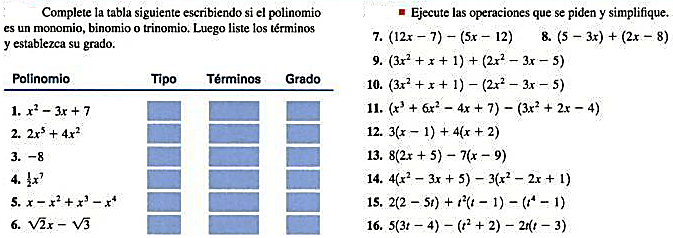 Complete la tabla siguiente escribiendo si el polinomio
es un monomio, binomio o trinomio. Luego liste los términos
y establezca su grado.
Polinomio Tipo Términos Grado
1. x² − 3x + 7
2. 2x⁵ + 4x²
3. −8
4. ½x⁷
5. x − x² + x³ − x⁴
6. √2x − √3
■ Ejecute las operaciones que se piden y simplifique.
7. (12x − 7) − (5x − 12) 8. (5 − 3x) + (2x − 8)
9. (3x² + x + 1) + (2x² − 3x − 5)
10. (3x² + x + 1) − (2x² − 3x − 5)
11. (x³ + 6x² − 4x + 7) − (3x² + 2x − 4)
12. 3(x − 1) + 4(x + 2)
13. 8(2x + 5) − 7(x − 9)
14. 4(x² − 3x + 5) − 3(x² − 2x + 1)
15. 2(2 − 5t) + t²(t − 1) − (t⁴ − 1)
16. 5(3t − 4) − (t² + 2) − 2t(t − 3)